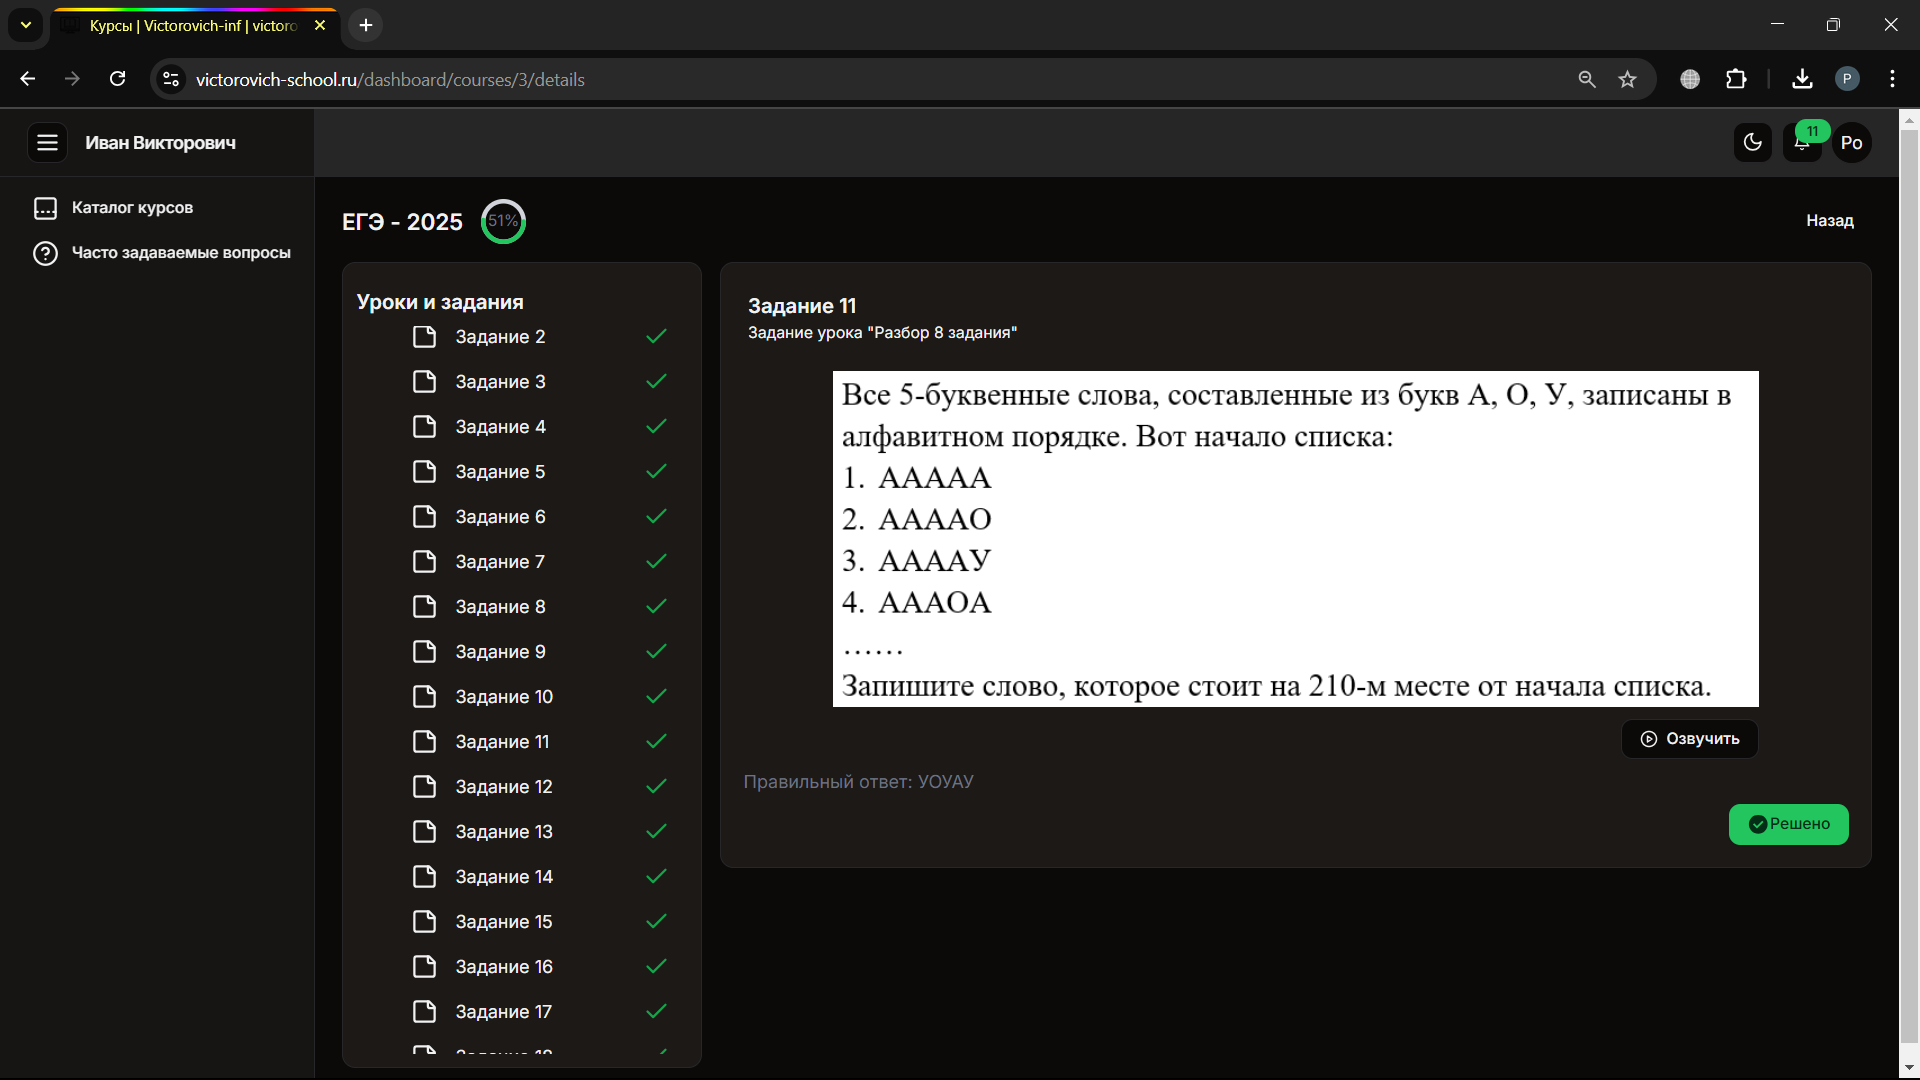 Курсы | Victorovich-inf | victoro
victorovich-school.ru/dashboard/courses/3/details
P
Иван Викторович
11
Po
Каталог курсов
Часто задаваемые вопросы
ЕГЭ - 2025
51%
Назад
Уроки и задания
Задание 2
Задание 3
Задание 4
Задание 5
Задание 6
Задание 7
Задание 8
Задание 9
Задание 10
Задание 11
Задание 12
Задание 13
Задание 14
Задание 15
Задание 16
Задание 17
Задание 18
Задание 11
Задание урока "Разбор 8 задания"
Все 5-буквенные слова, составленные из букв А, О, У, записаны в
алфавитном порядке. Вот начало списка:
1. ААААА
2. ААААО
3. ААААУ
4. АААОА
......
Запишите слово, которое стоит на 210-м месте от начала списка.
Озвучить
Правильный ответ: УОУАУ
Решено